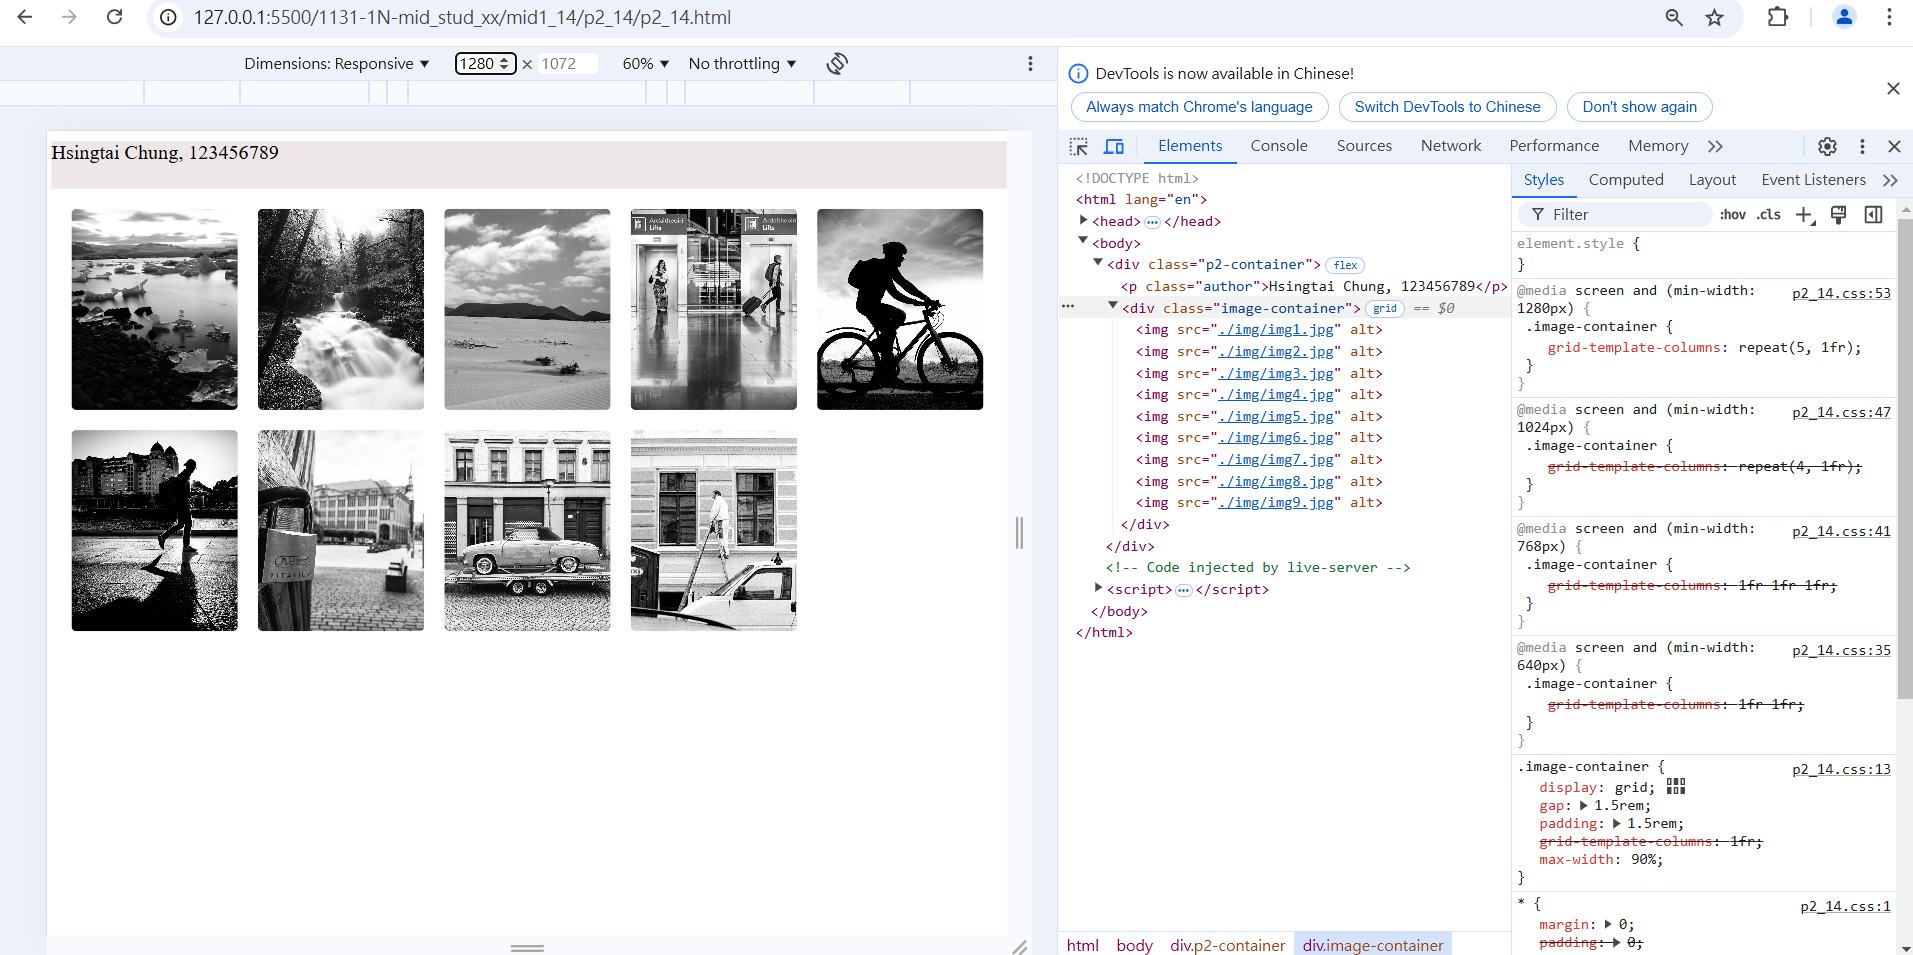 127.0.0.1:5500/1131-1N-mid_stud_xx/mid1_14/p2_14/p2_14.html
Dimensions: Responsive 1280 × 1072 60% No throttling
DevTools is now available in Chinese!
Always match Chrome's language
Switch DevTools to Chinese
Don't show again
Hsingtai Chung, 123456789
Ardaitheoirí
Lifts
Ardaitheoirí
Lifts
ABUS
Elements Console Sources Network Performance Memory
<!DOCTYPE html>
<html lang="en">
<head> ••• </head>
<body>
<div class="p2-container"> flex
<p class="author">Hsingtai Chung, 123456789</p>
••• <div class="image-container"> grid == $0
<img src="./img/img1.jpg" alt>
<img src="./img/img2.jpg" alt>
<img src="./img/img3.jpg" alt>
<img src="./img/img4.jpg" alt>
<img src="./img/img5.jpg" alt>
<img src="./img/img6.jpg" alt>
<img src="./img/img7.jpg" alt>
<img src="./img/img8.jpg" alt>
<img src="./img/img9.jpg" alt>
</div>
</div>
<!-- Code injected by live-server -->
<script> ••• </script>
</body>
</html>
html body div.p2-container div.image-container
Styles Computed Layout Event Listeners
Filter :hov .cls
element.style {
}
@media screen and (min-width: p2_14.css:53
1280px) {
.image-container {
grid-template-columns: repeat(5, 1fr);
}
}
@media screen and (min-width: p2_14.css:47
1024px) {
.image-container {
grid-template-columns: repeat(4, 1fr);
}
}
@media screen and (min-width: p2_14.css:41
768px) {
.image-container {
grid-template-columns: 1fr 1fr 1fr;
}
}
@media screen and (min-width: p2_14.css:35
640px) {
.image-container {
grid-template-columns: 1fr 1fr;
}
}
.image-container { p2_14.css:13
display: grid;
gap: 1.5rem;
padding: 1.5rem;
grid-template-columns: 1fr;
max-width: 90%;
}
* { p2_14.css:1
margin: 0;
padding: 0;